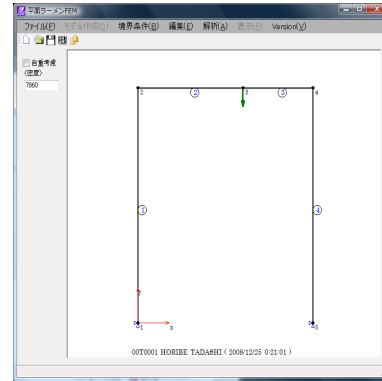 平面ラーメンFEM
ファイル(F) モデル作成(C) 境界条件(B) 編集(E) 解析(A) 表示(P) Version(V)
自重考慮
(密度)
7860
2 ② 3 ③ 4
① ④
y
1 x 5
00T0001 HORIBE TADASHI ( 2008/12/25 0:21:01 )